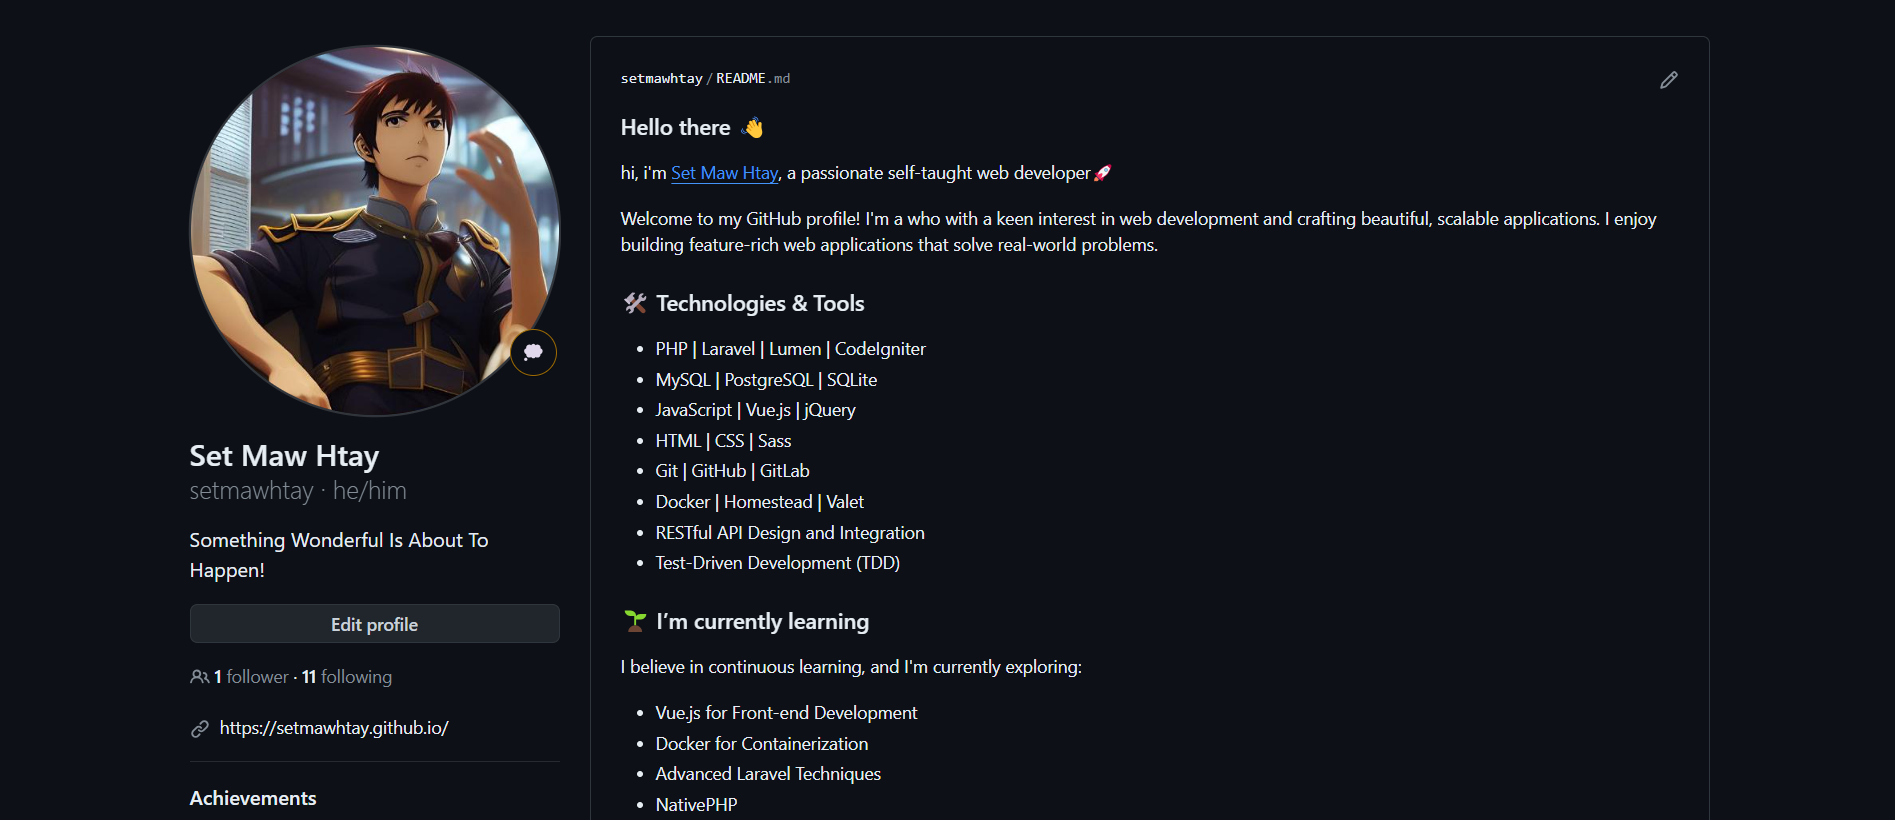 setmawhtay/README.md
Hello there 👋
hi, i'm Set Maw Htay, a passionate self-taught web developer🚀
Welcome to my GitHub profile! I'm a who with a keen interest in web development and crafting beautiful, scalable applications. I enjoy
building feature-rich web applications that solve real-world problems.
🛠 Technologies & Tools
• PHP | Laravel | Lumen | CodeIgniter
• MySQL | PostgreSQL | SQLite
• JavaScript | Vue.js | jQuery
• HTML | CSS | Sass
• Git | GitHub | GitLab
• Docker | Homestead | Valet
• RESTful API Design and Integration
• Test-Driven Development (TDD)
🌱 I’m currently learning
I believe in continuous learning, and I'm currently exploring:
• Vue.js for Front-end Development
• Docker for Containerization
• Advanced Laravel Techniques
• NativePHP
Set Maw Htay
setmawhtay · he/him
Something Wonderful Is About To
Happen!
Edit profile
1 follower · 11 following
https://setmawhtay.github.io/
Achievements